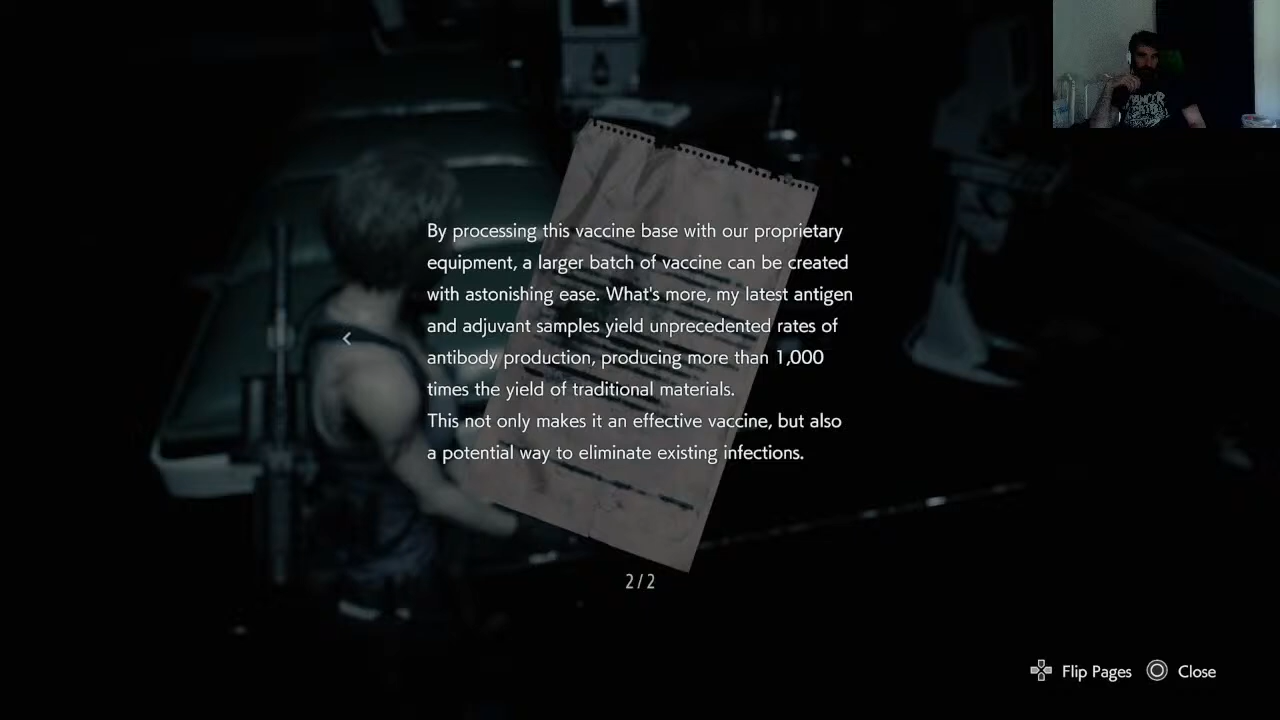 By processing this vaccine base with our proprietary
equipment, a larger batch of vaccine can be created
with astonishing ease. What's more, my latest antigen
and adjuvant samples yield unprecedented rates of
antibody production, producing more than 1,000
times the yield of traditional materials.
This not only makes it an effective vaccine, but also
a potential way to eliminate existing infections.
2 / 2
Flip Pages
Close